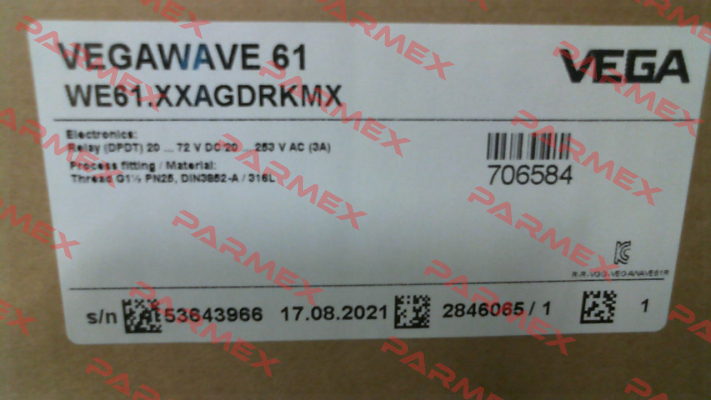 VEGAWAVE 61
WE61.XXAGDRKMX
VEGA
Electronics:
Relay (DPDT) 20 ... 72 V DC 20 ... 253 V AC (3A)
Process fitting / Material:
Thread G1½ PN25, DIN3852-A / 316L
706584
s/n 53643966 17.08.2021 2846065 / 1 1
PARMEX